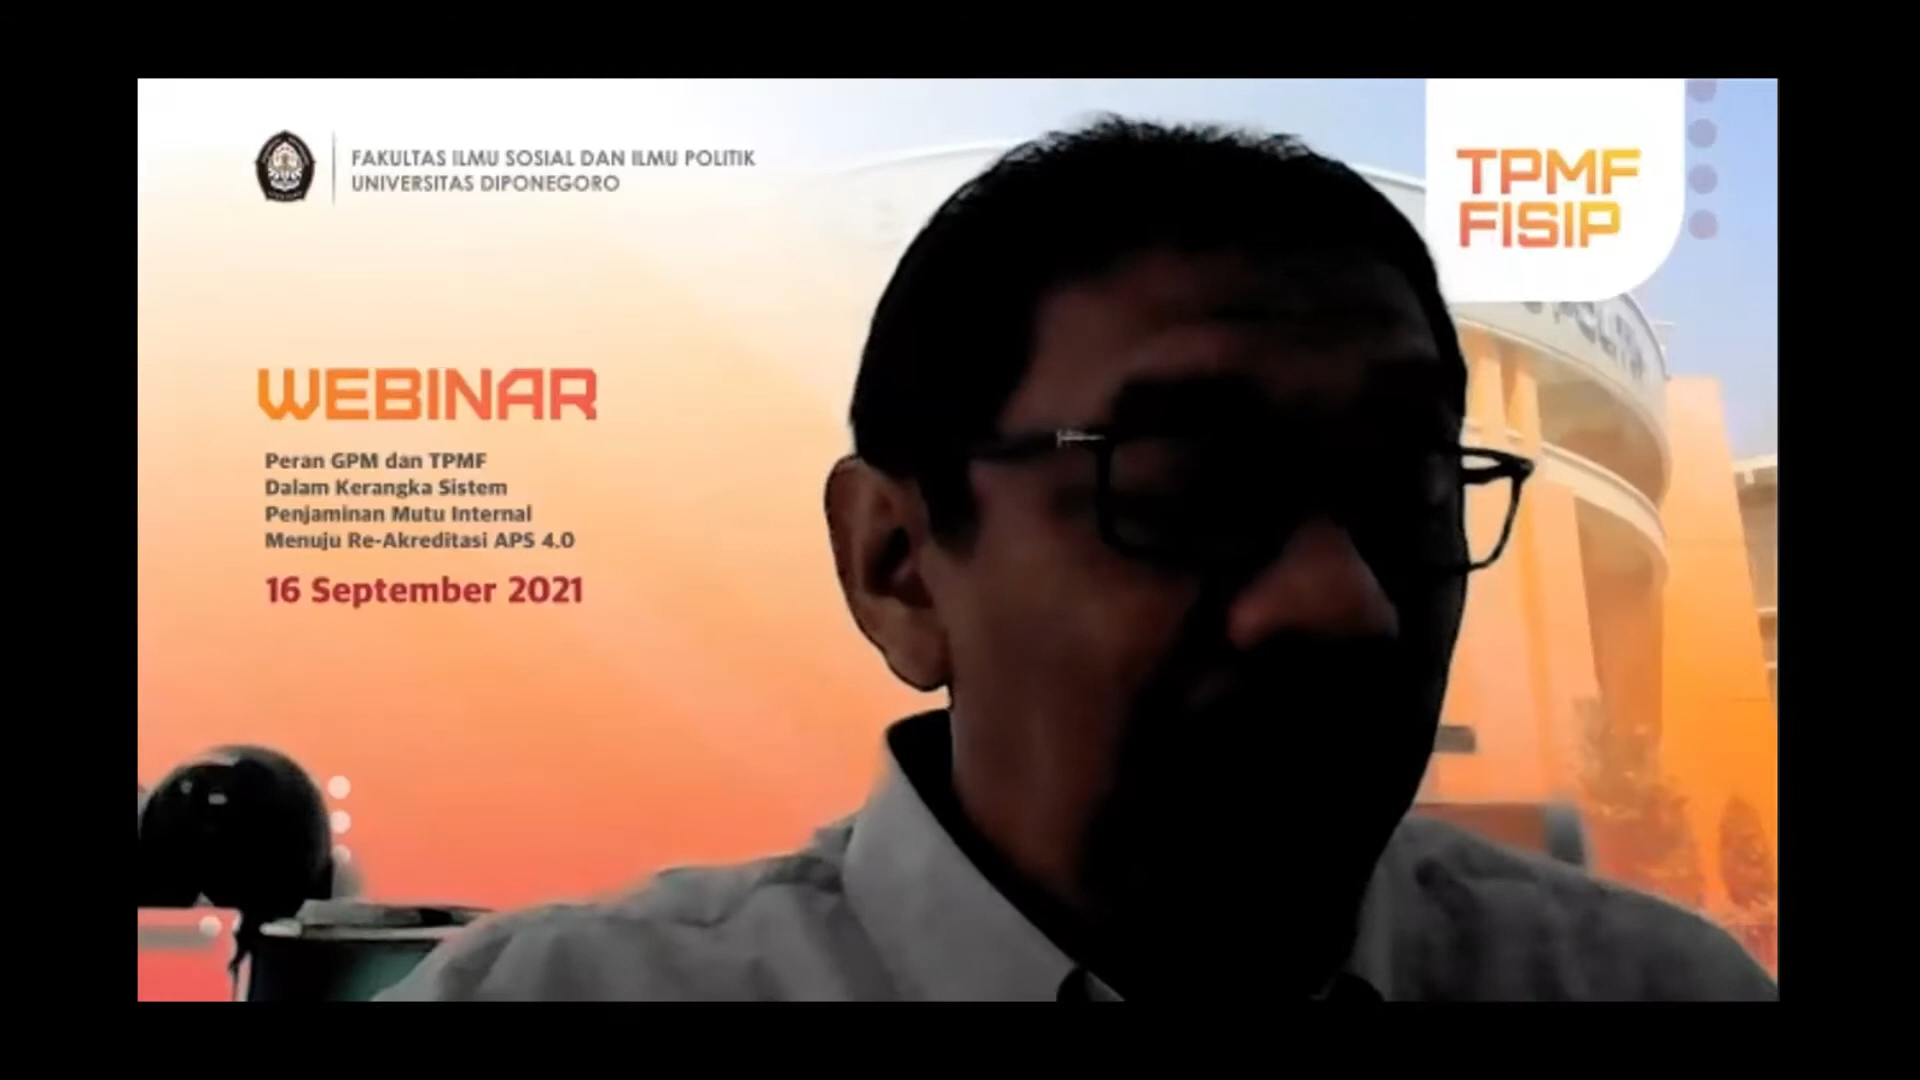 FAKULTAS ILMU SOSIAL DAN ILMU POLITIK
UNIVERSITAS DIPONEGORO
TPMF
FISIP
WEBINAR
Peran GPM dan TPMF
Dalam Kerangka Sistem
Penjaminan Mutu Internal
Menuju Re-Akreditasi APS 4.0
16 September 2021